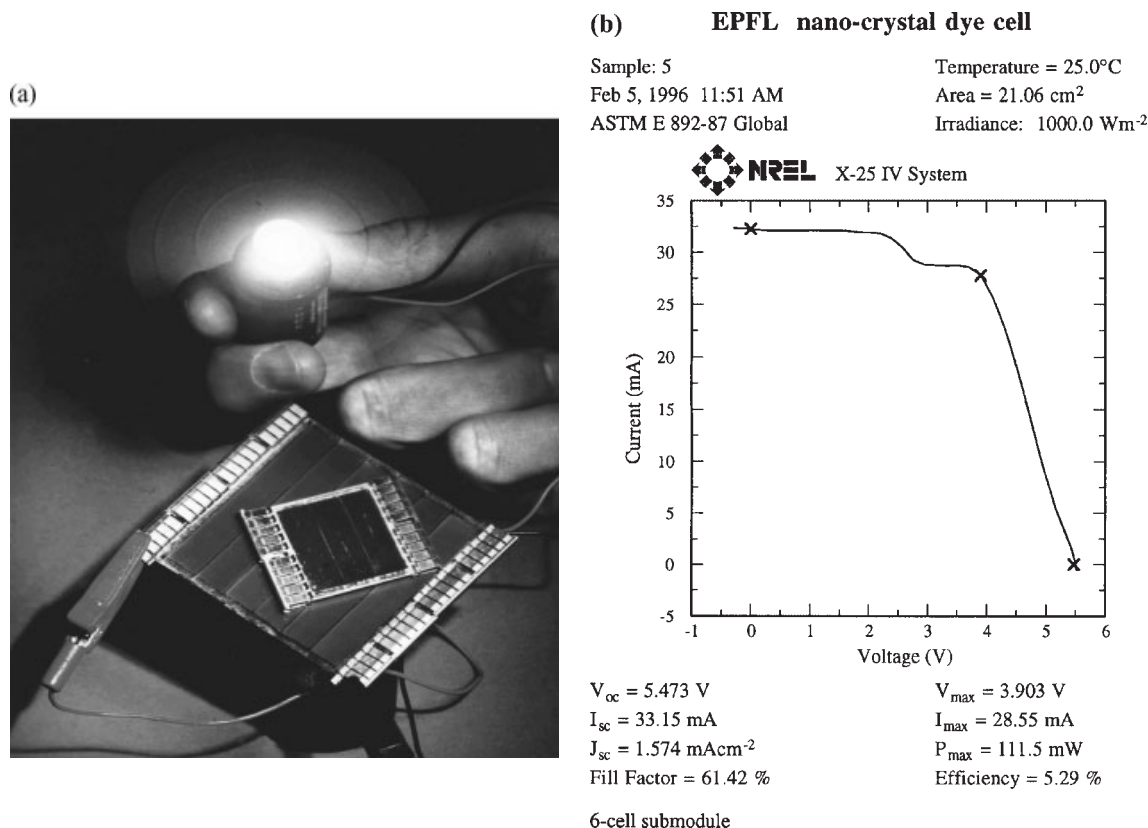 (a)
(b) EPFL nano-crystal dye cell
Sample: 5
Feb 5, 1996 11:51 AM
ASTM E 892-87 Global
Temperature = 25.0°C
Area = 21.06 cm²
Irradiance: 1000.0 Wm⁻²
NREL X-25 IV System
35
30
25
20
15
10
5
0
-5
Current (mA)
-1 0 1 2 3 4 5 6
Voltage (V)
Voc = 5.473 V
Isc = 33.15 mA
Jsc = 1.574 mAcm⁻²
Fill Factor = 61.42 %
Vmax = 3.903 V
Imax = 28.55 mA
Pmax = 111.5 mW
Efficiency = 5.29 %
6-cell submodule